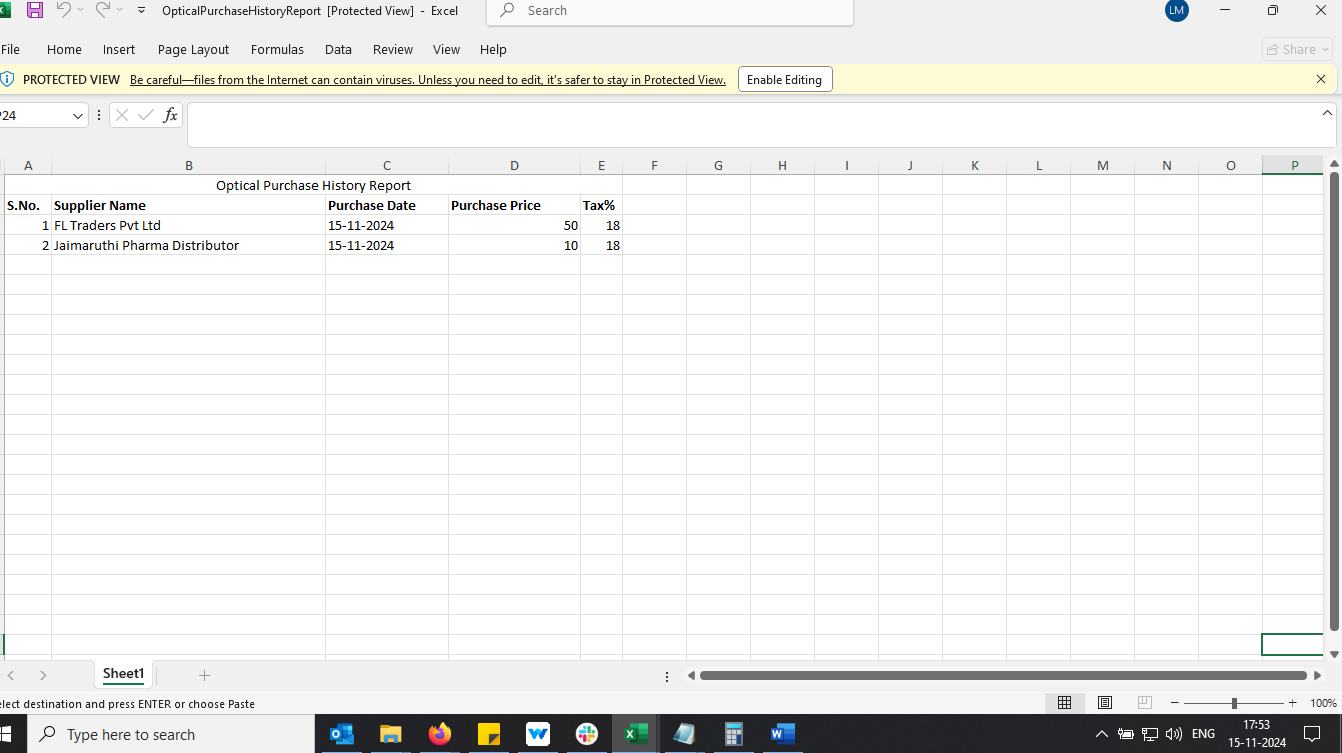 OpticalPurchaseHistoryReport [Protected View] - Excel
Search
LM
File Home Insert Page Layout Formulas Data Review View Help
Share
PROTECTED VIEW Be careful—files from the Internet can contain viruses. Unless you need to edit, it's safer to stay in Protected View. Enable Editing
fx
A B C D E F G H I J K L M N O P
Optical Purchase History Report
S.No. Supplier Name Purchase Date Purchase Price Tax%
1 FL Traders Pvt Ltd 15-11-2024 50 18
2 Jaimaruthi Pharma Distributor 15-11-2024 10 18
Sheet1
destination and press ENTER or choose Paste
100%
Type here to search
ENG
17:53
15-11-2024